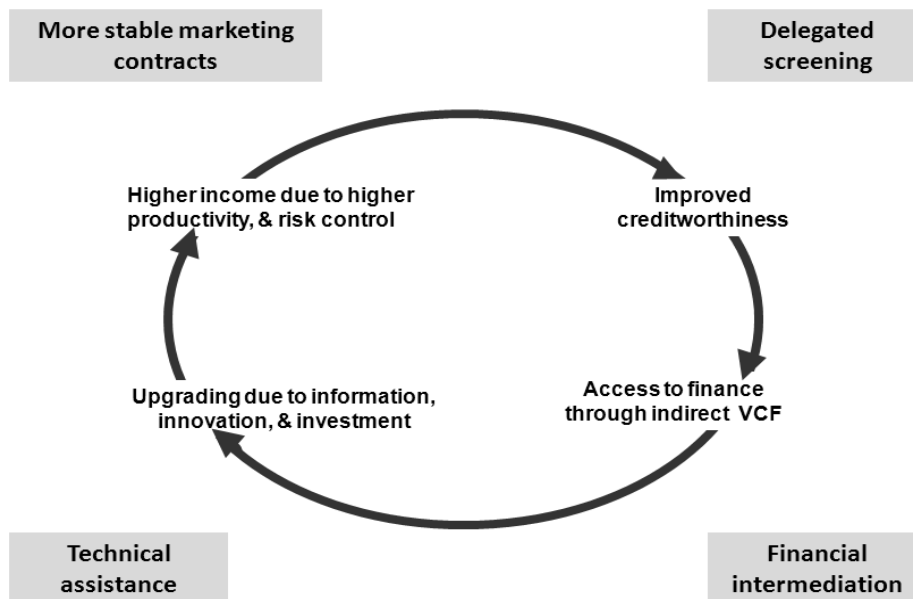 More stable marketing
contracts
Delegated
screening
Higher income due to higher
productivity, & risk control
Improved
creditworthiness
Upgrading due to information,
innovation, & investment
Access to finance
through indirect VCF
Technical
assistance
Financial
intermediation